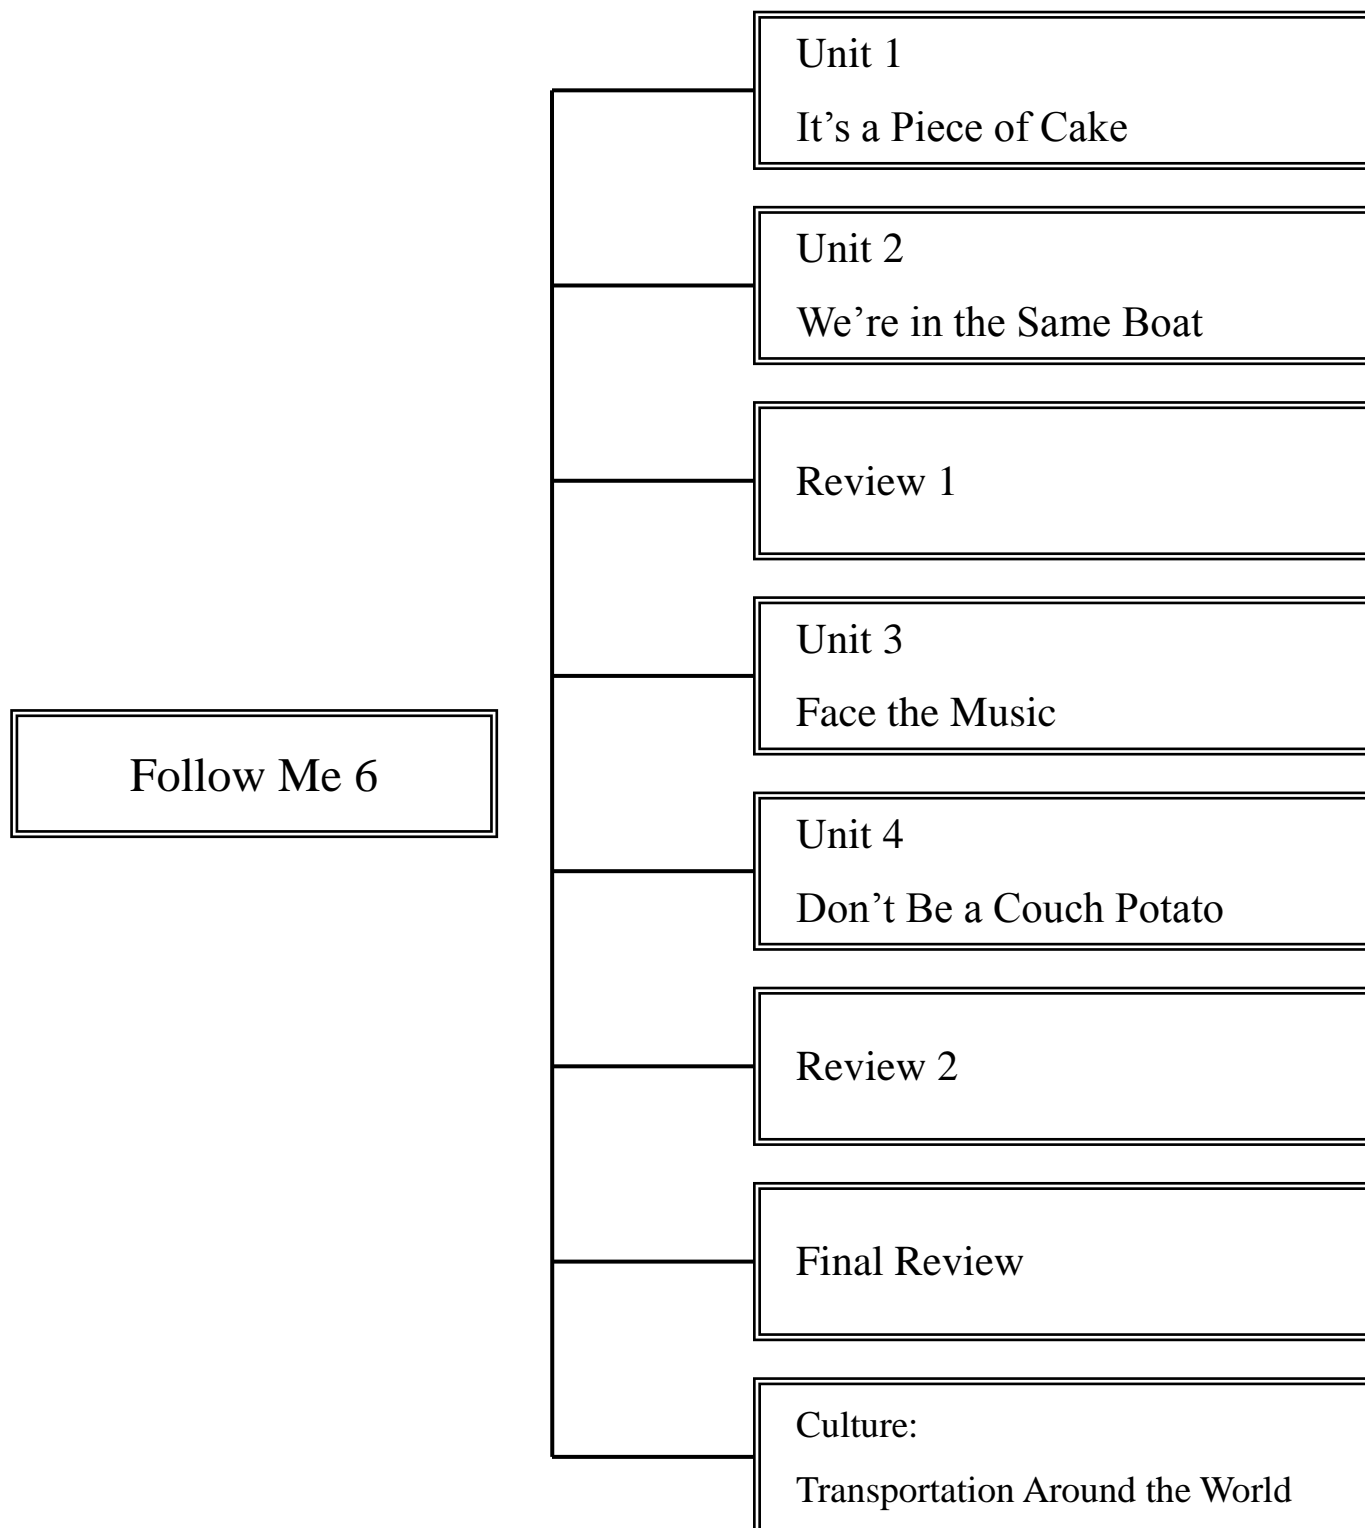 Follow Me 6
Unit 1
It’s a Piece of Cake
Unit 2
We’re in the Same Boat
Review 1
Unit 3
Face the Music
Unit 4
Don’t Be a Couch Potato
Review 2
Final Review
Culture:
Transportation Around the World